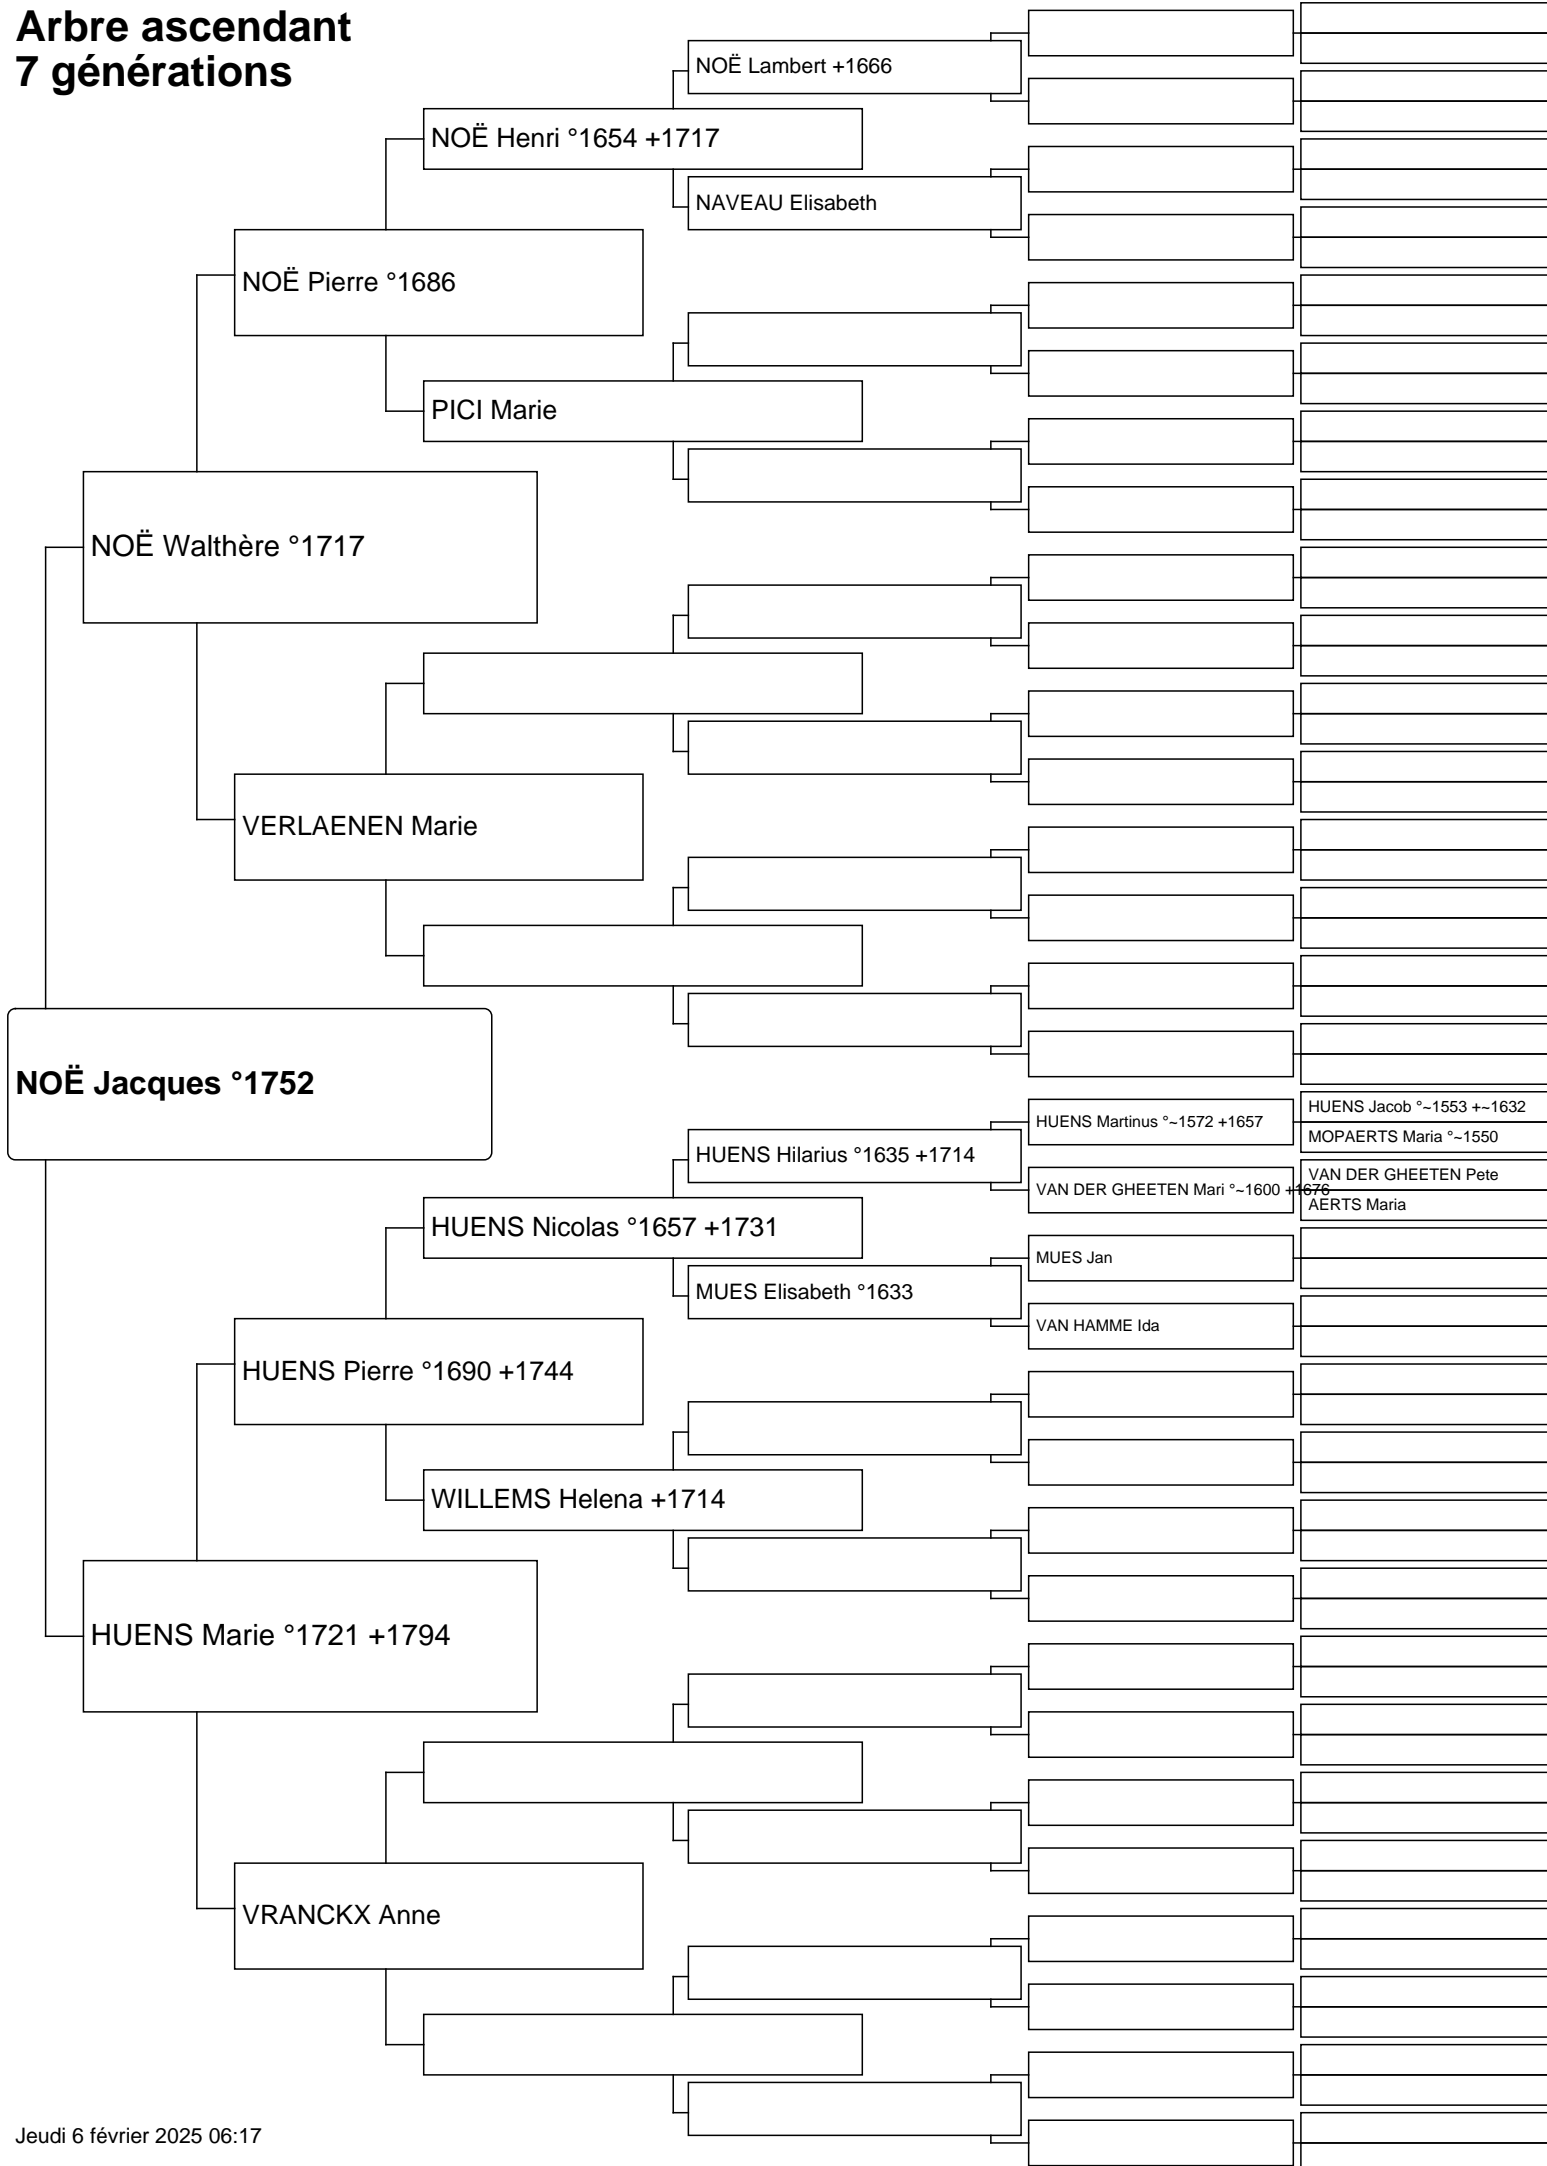 Arbre ascendant
7 générations
NOË Lambert +1666
NOË Henri °1654 +1717
NAVEAU Elisabeth
NOË Pierre °1686
PICI Marie
NOË Walthère °1717
VERLAENEN Marie
NOË Jacques °1752
HUENS Jacob °~1553 +~1632
HUENS Martinus °~1572 +1657
MOPAERTS Maria °~1550
HUENS Hilarius °1635 +1714
VAN DER GHEETEN Pete
VAN DER GHEETEN Mari °~1600 +1676
AERTS Maria
HUENS Nicolas °1657 +1731
MUES Jan
MUES Elisabeth °1633
VAN HAMME Ida
HUENS Pierre °1690 +1744
WILLEMS Helena +1714
HUENS Marie °1721 +1794
VRANCKX Anne
Jeudi 6 février 2025 06:17